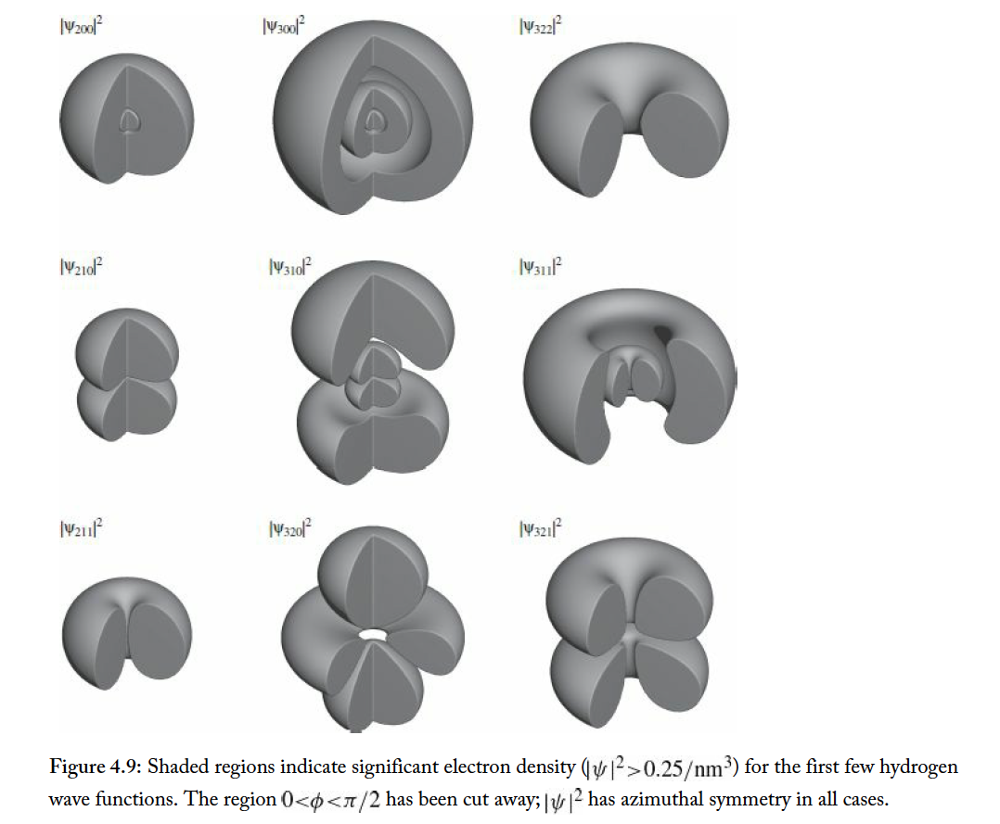 |Ψ200|² |Ψ300|² |Ψ322|²
|Ψ210|² |Ψ310|² |Ψ311|²
|Ψ211|² |Ψ320|² |Ψ321|²
Figure 4.9: Shaded regions indicate significant electron density (|ψ|²>0.25/nm³) for the first few hydrogen
wave functions. The region 0<ϕ<π/2 has been cut away; |ψ|² has azimuthal symmetry in all cases.